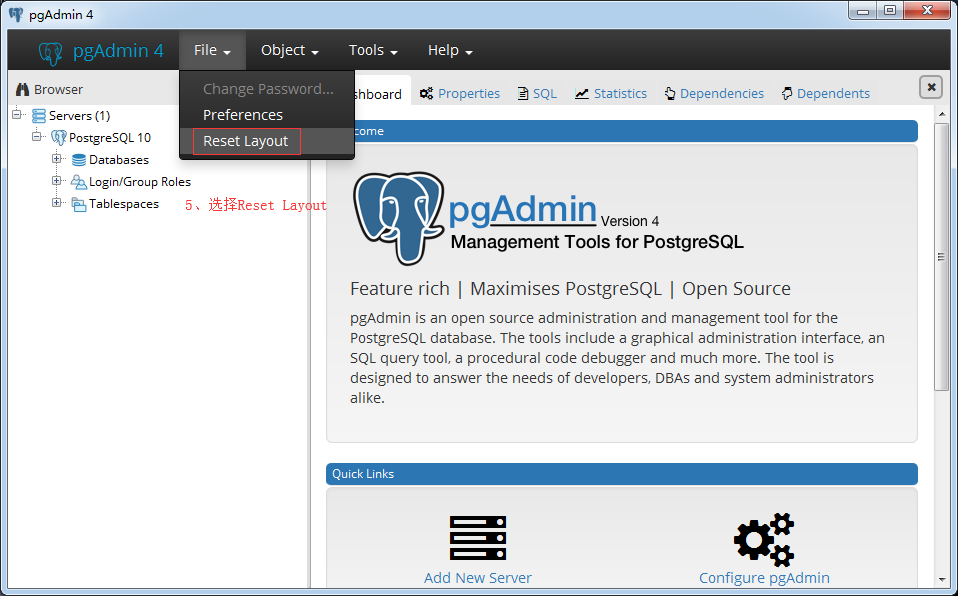 pgAdmin 4
pgAdmin 4 File Object Tools Help
Change Password...
Preferences
Reset Layout
Browser
Servers (1)
PostgreSQL 10
Databases
Login/Group Roles
Tablespaces
5、选择Reset Layout
shboard Properties SQL Statistics Dependencies Dependents
come
pgAdmin Version 4
Management Tools for PostgreSQL
Feature rich | Maximises PostgreSQL | Open Source
pgAdmin is an open source administration and management tool for the
PostgreSQL database. The tools include a graphical administration interface, an
SQL query tool, a procedural code debugger and much more. The tool is
designed to answer the needs of developers, DBAs and system administrators
alike.
Quick Links
Add New Server Configure pgAdmin